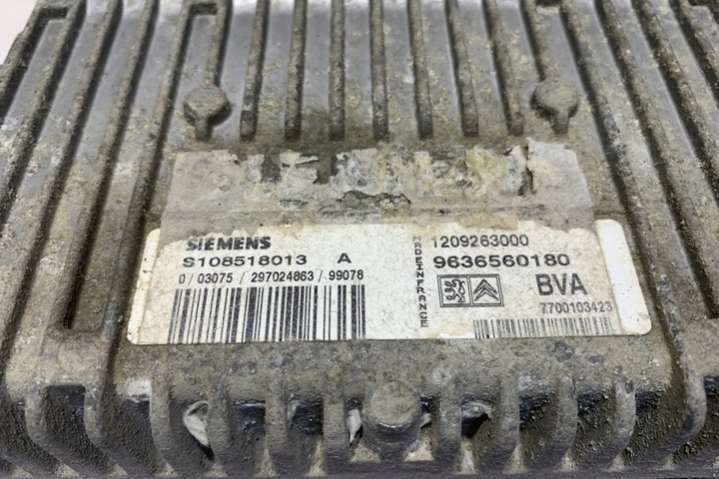 SIEMENS
S108518013 A
0 / 03075 / 297024863 / 99078
MADE IN FRANCE
1209263000
9636560180
BVA
7700103423